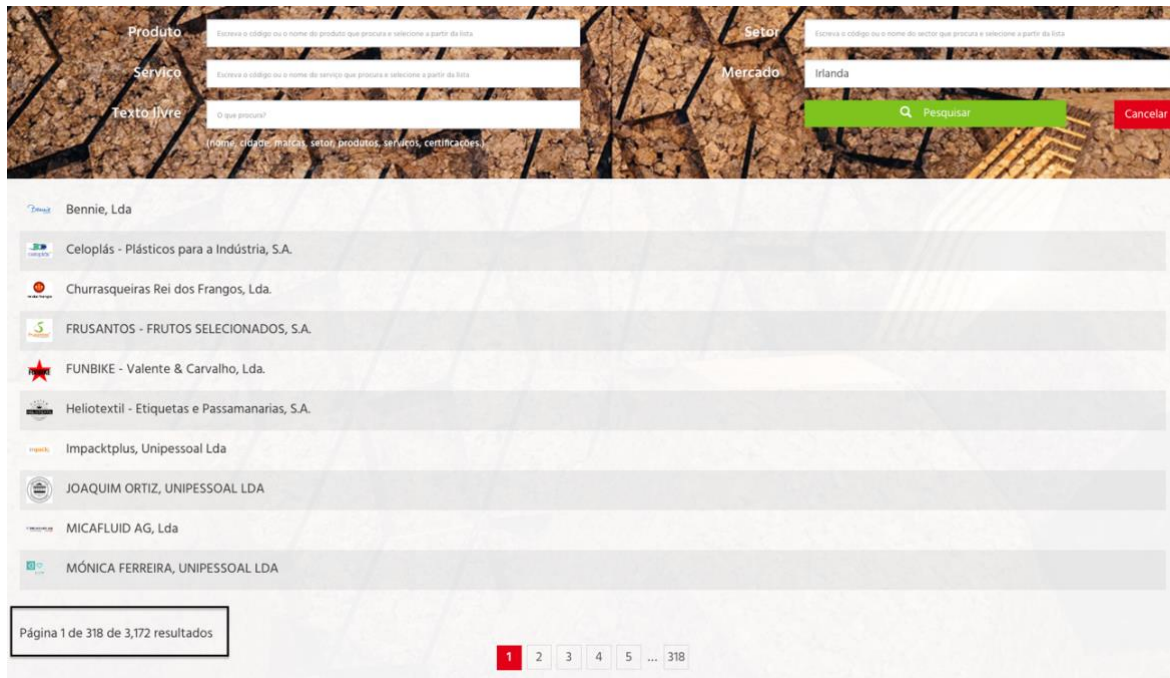 Produto
Escreva o código ou o nome do produto que procura e selecione a partir da lista
Setor
Escreva o código ou o nome do sector que procura e selecione a partir da lista
Serviço
Escreva o código ou o nome do serviço que procura e selecione a partir da lista
Mercado
Irlanda
Texto livre
O que procura?
Pesquisar
Cancelar
(nome, cidade, marcas, setor, produtos, serviços, certificações.)
Bennie, Lda
Celoplás - Plásticos para a Indústria, S.A.
Churrasqueiras Rei dos Frangos, Lda.
FRUSANTOS - FRUTOS SELECIONADOS, S.A.
FUNBIKE - Valente & Carvalho, Lda.
Heliotextil - Etiquetas e Passamanarias, S.A.
Impacktplus, Unipessoal Lda
JOAQUIM ORTIZ, UNIPESSOAL LDA
MICAFLUID AG, Lda
MÓNICA FERREIRA, UNIPESSOAL LDA
Página 1 de 318 de 3,172 resultados
1 2 3 4 5 ... 318